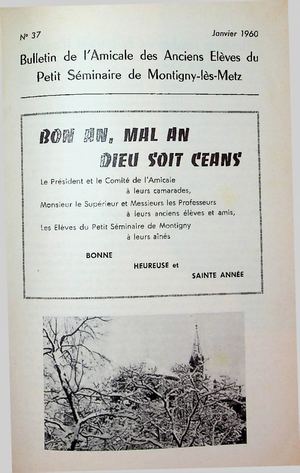 N° 37 Janvier 1960
Bulletin de l'Amicale des Anciens Elèves du
Petit Séminaire de Montigny-lès-Metz
BON AN, MAL AN
DIEU SOIT CEANS
Le Président et le Comité de l'Amicale
à leurs camarades,
Monsieur le Supérieur et Messieurs les Professeurs
à leurs anciens élèves et amis,
Les Elèves du Petit Séminaire de Montigny
à leurs aînés
BONNE
HEUREUSE et
SAINTE ANNÉE